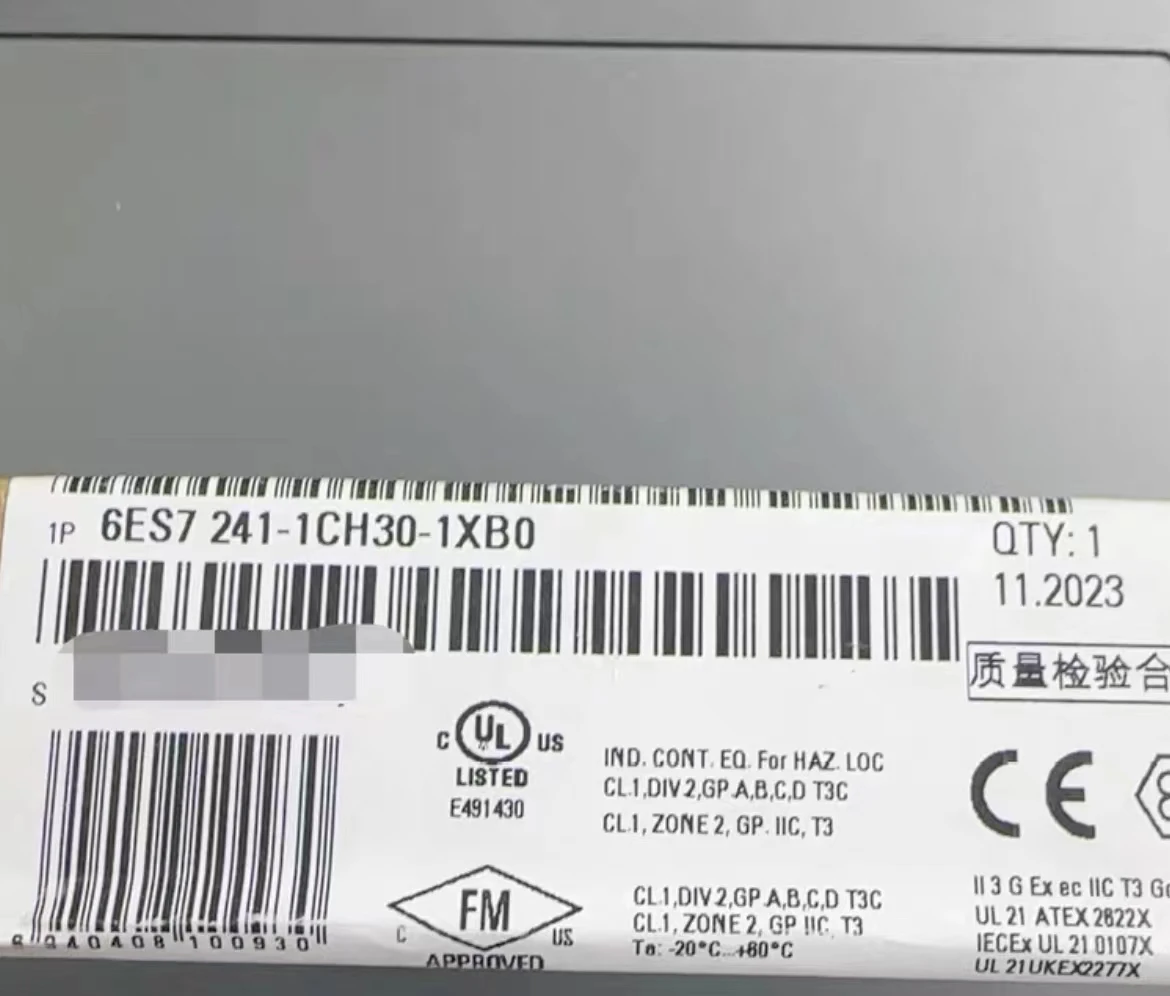 1P 6ES7 241-1CH30-1XB0
QTY: 1
11.2023
质量检验合
S
C UL US
LISTED
E491430
IND. CONT. EQ. For HAZ. LOC
CL.1,DIV 2,GP.A,B,C,D T3C
CL.1, ZONE 2, GP. IIC, T3
CE
C FM US
APPROVED
CL.1,DIV 2,GP.A,B,C,D T3C
CL.1, ZONE 2, GP IIC, T3
Ta: -20°C...+60°C
II 3 G Ex ec IIC T3 Gc
UL 21 ATEX 2822X
IECEx UL 21 0107X
UL 21UKEX2277X
100930